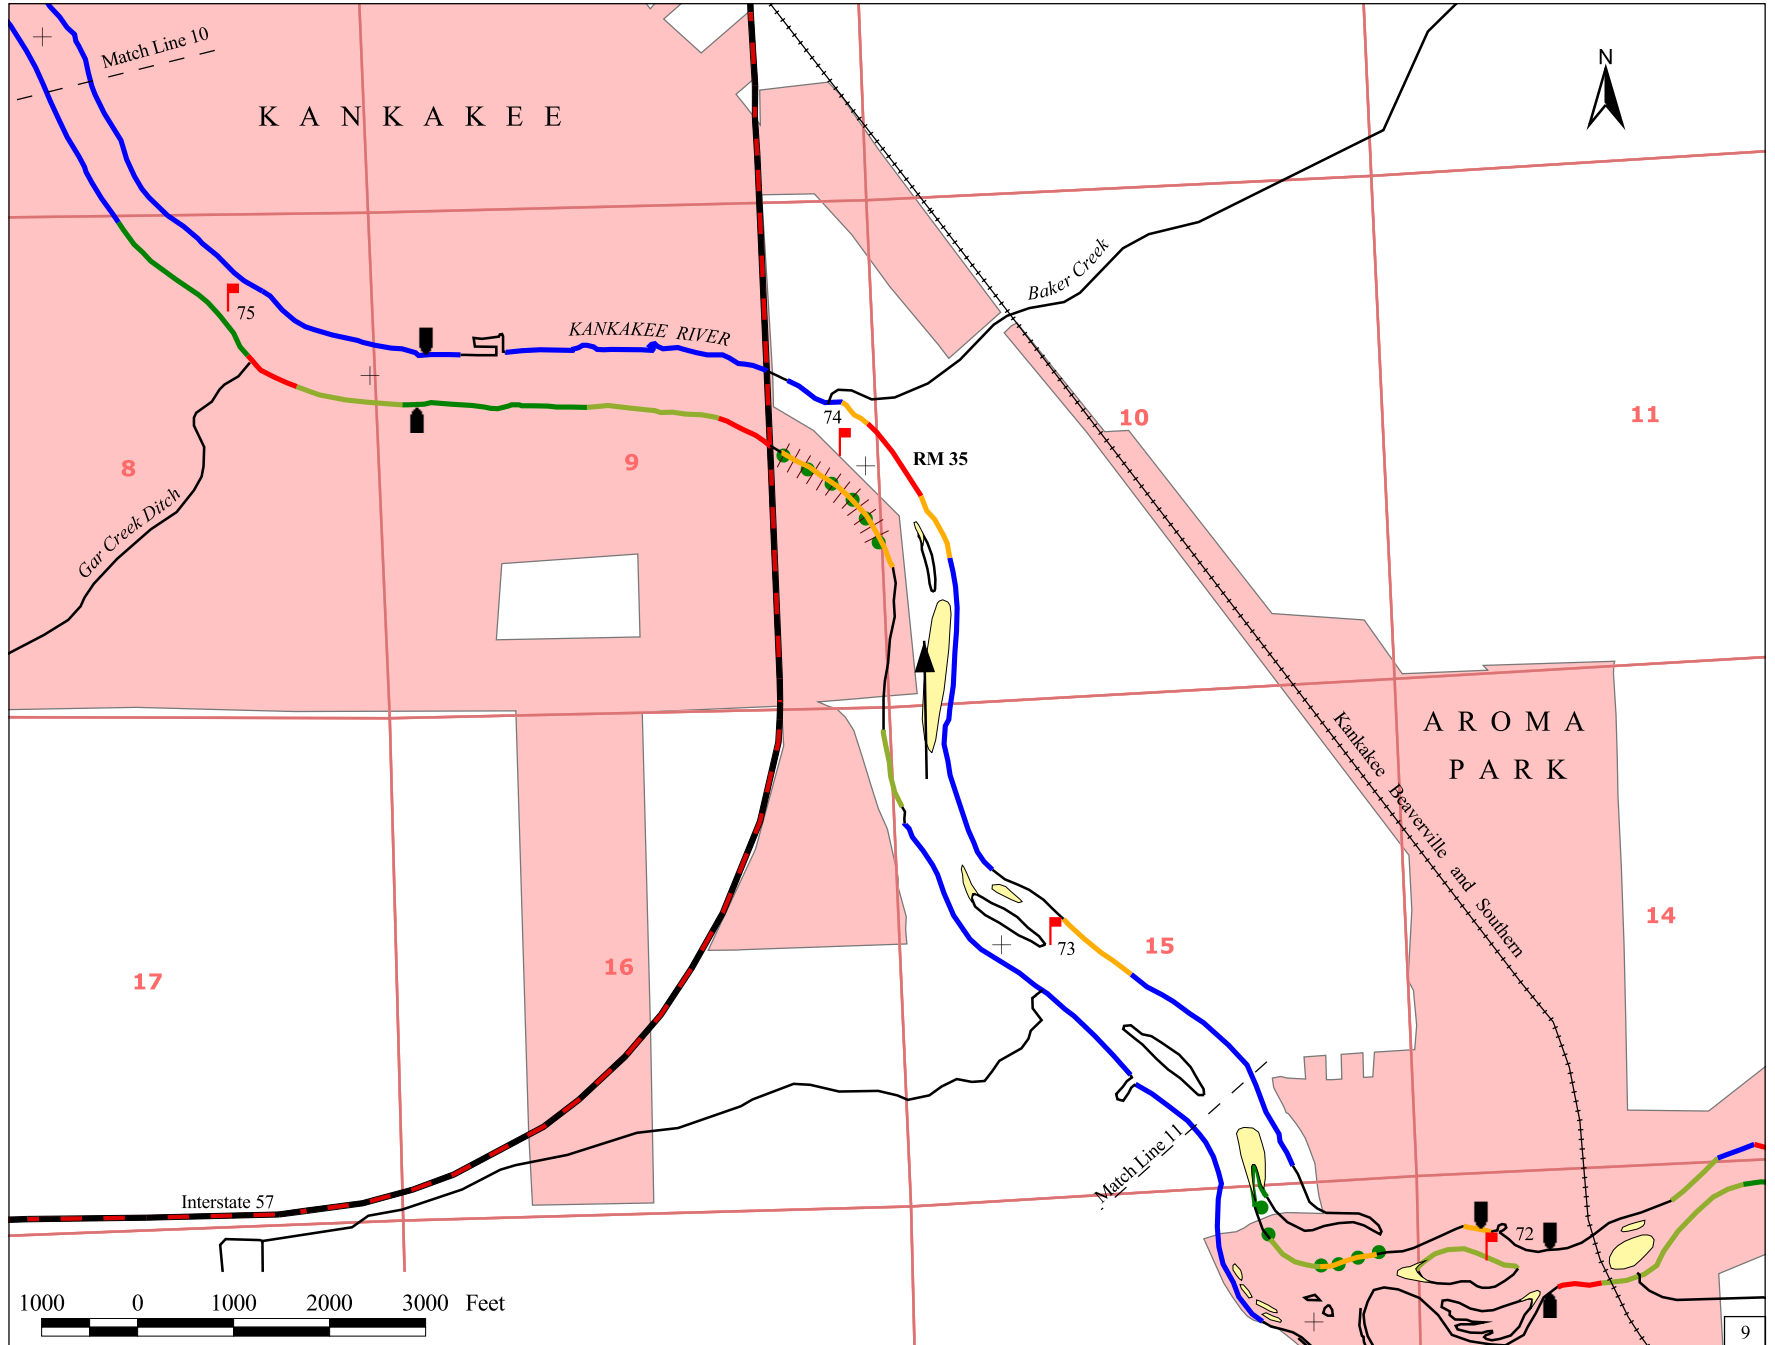 Match Line 10
K A N K A K E E
N
Baker Creek
75
KANKAKEE RIVER
74
10
11
RM 35
8
9
Gar Creek Ditch
A R O M A
P A R K
Kankakee Beaverville and Southern
14
73
15
17
16
Match Line 11
Interstate 57
72
1000 0 1000 2000 3000 Feet
9